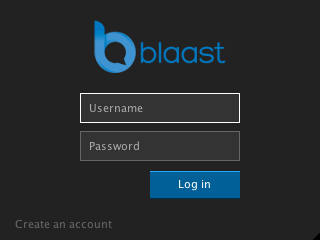 blaast
Username
Password
Log in
Create an account